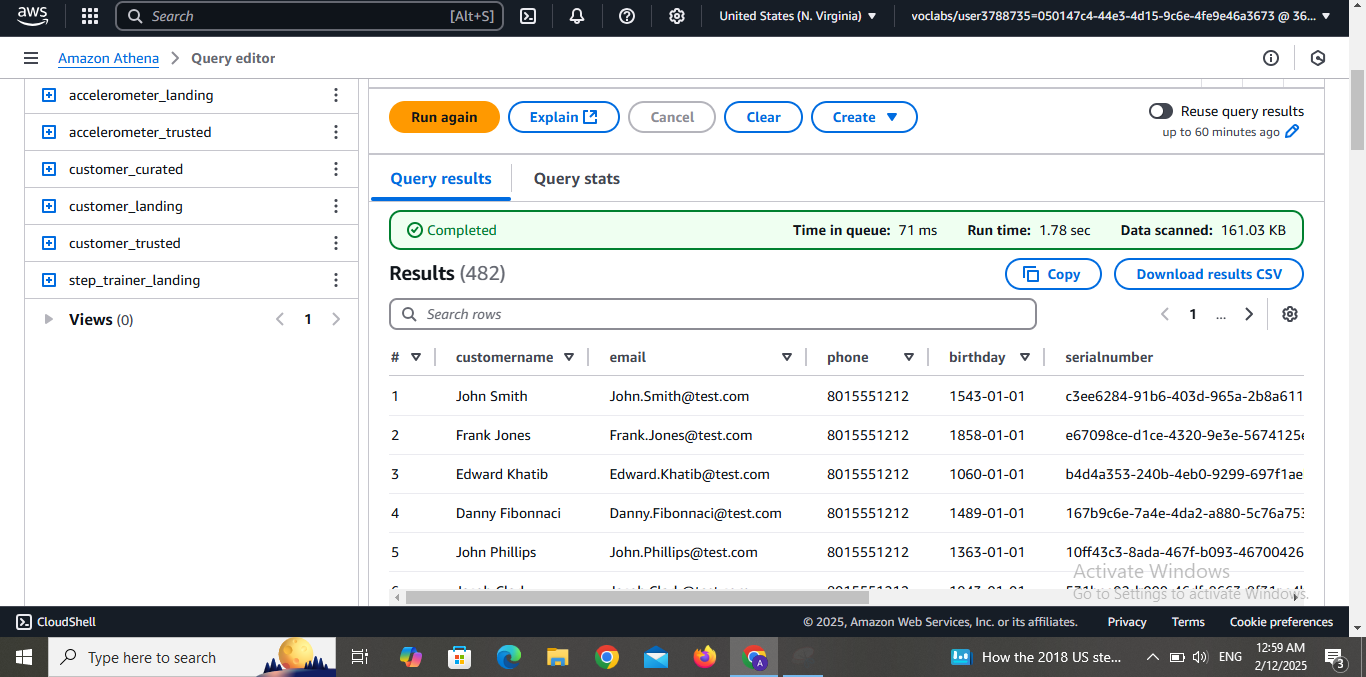 aws
Search [Alt+S]
United States (N. Virginia)
voclabs/user3788735=050147c4-44e3-4d15-9c6e-4fe9e46a3673 @ 36...
Amazon Athena > Query editor
accelerometer_landing
accelerometer_trusted
customer_curated
customer_landing
customer_trusted
step_trainer_landing
Views (0) 1
Run again
Explain
Cancel
Clear
Create
Reuse query results
up to 60 minutes ago
Query results
Query stats
Completed
Time in queue: 71 ms Run time: 1.78 sec Data scanned: 161.03 KB
Results (482)
Copy
Download results CSV
Search rows
1 ...
# customername email phone birthday serialnumber
1 John Smith John.Smith@test.com 8015551212 1543-01-01 c3ee6284-91b6-403d-965a-2b8a611
2 Frank Jones Frank.Jones@test.com 8015551212 1858-01-01 e67098ce-d1ce-4320-9e3e-5674125e
3 Edward Khatib Edward.Khatib@test.com 8015551212 1060-01-01 b4d4a353-240b-4eb0-9299-697f1ae
4 Danny Fibonnaci Danny.Fibonnaci@test.com 8015551212 1489-01-01 167b9c6e-7a4e-4da2-a880-5c76a753
5 John Phillips John.Phillips@test.com 8015551212 1363-01-01 10ff43c3-8ada-467f-b093-46700426
Activate Windows
Go to Settings to activate Windows.
CloudShell
© 2025, Amazon Web Services, Inc. or its affiliates.
Privacy
Terms
Cookie preferences
Type here to search
How the 2018 US ste...
ENG
12:59 AM
2/12/2025
3